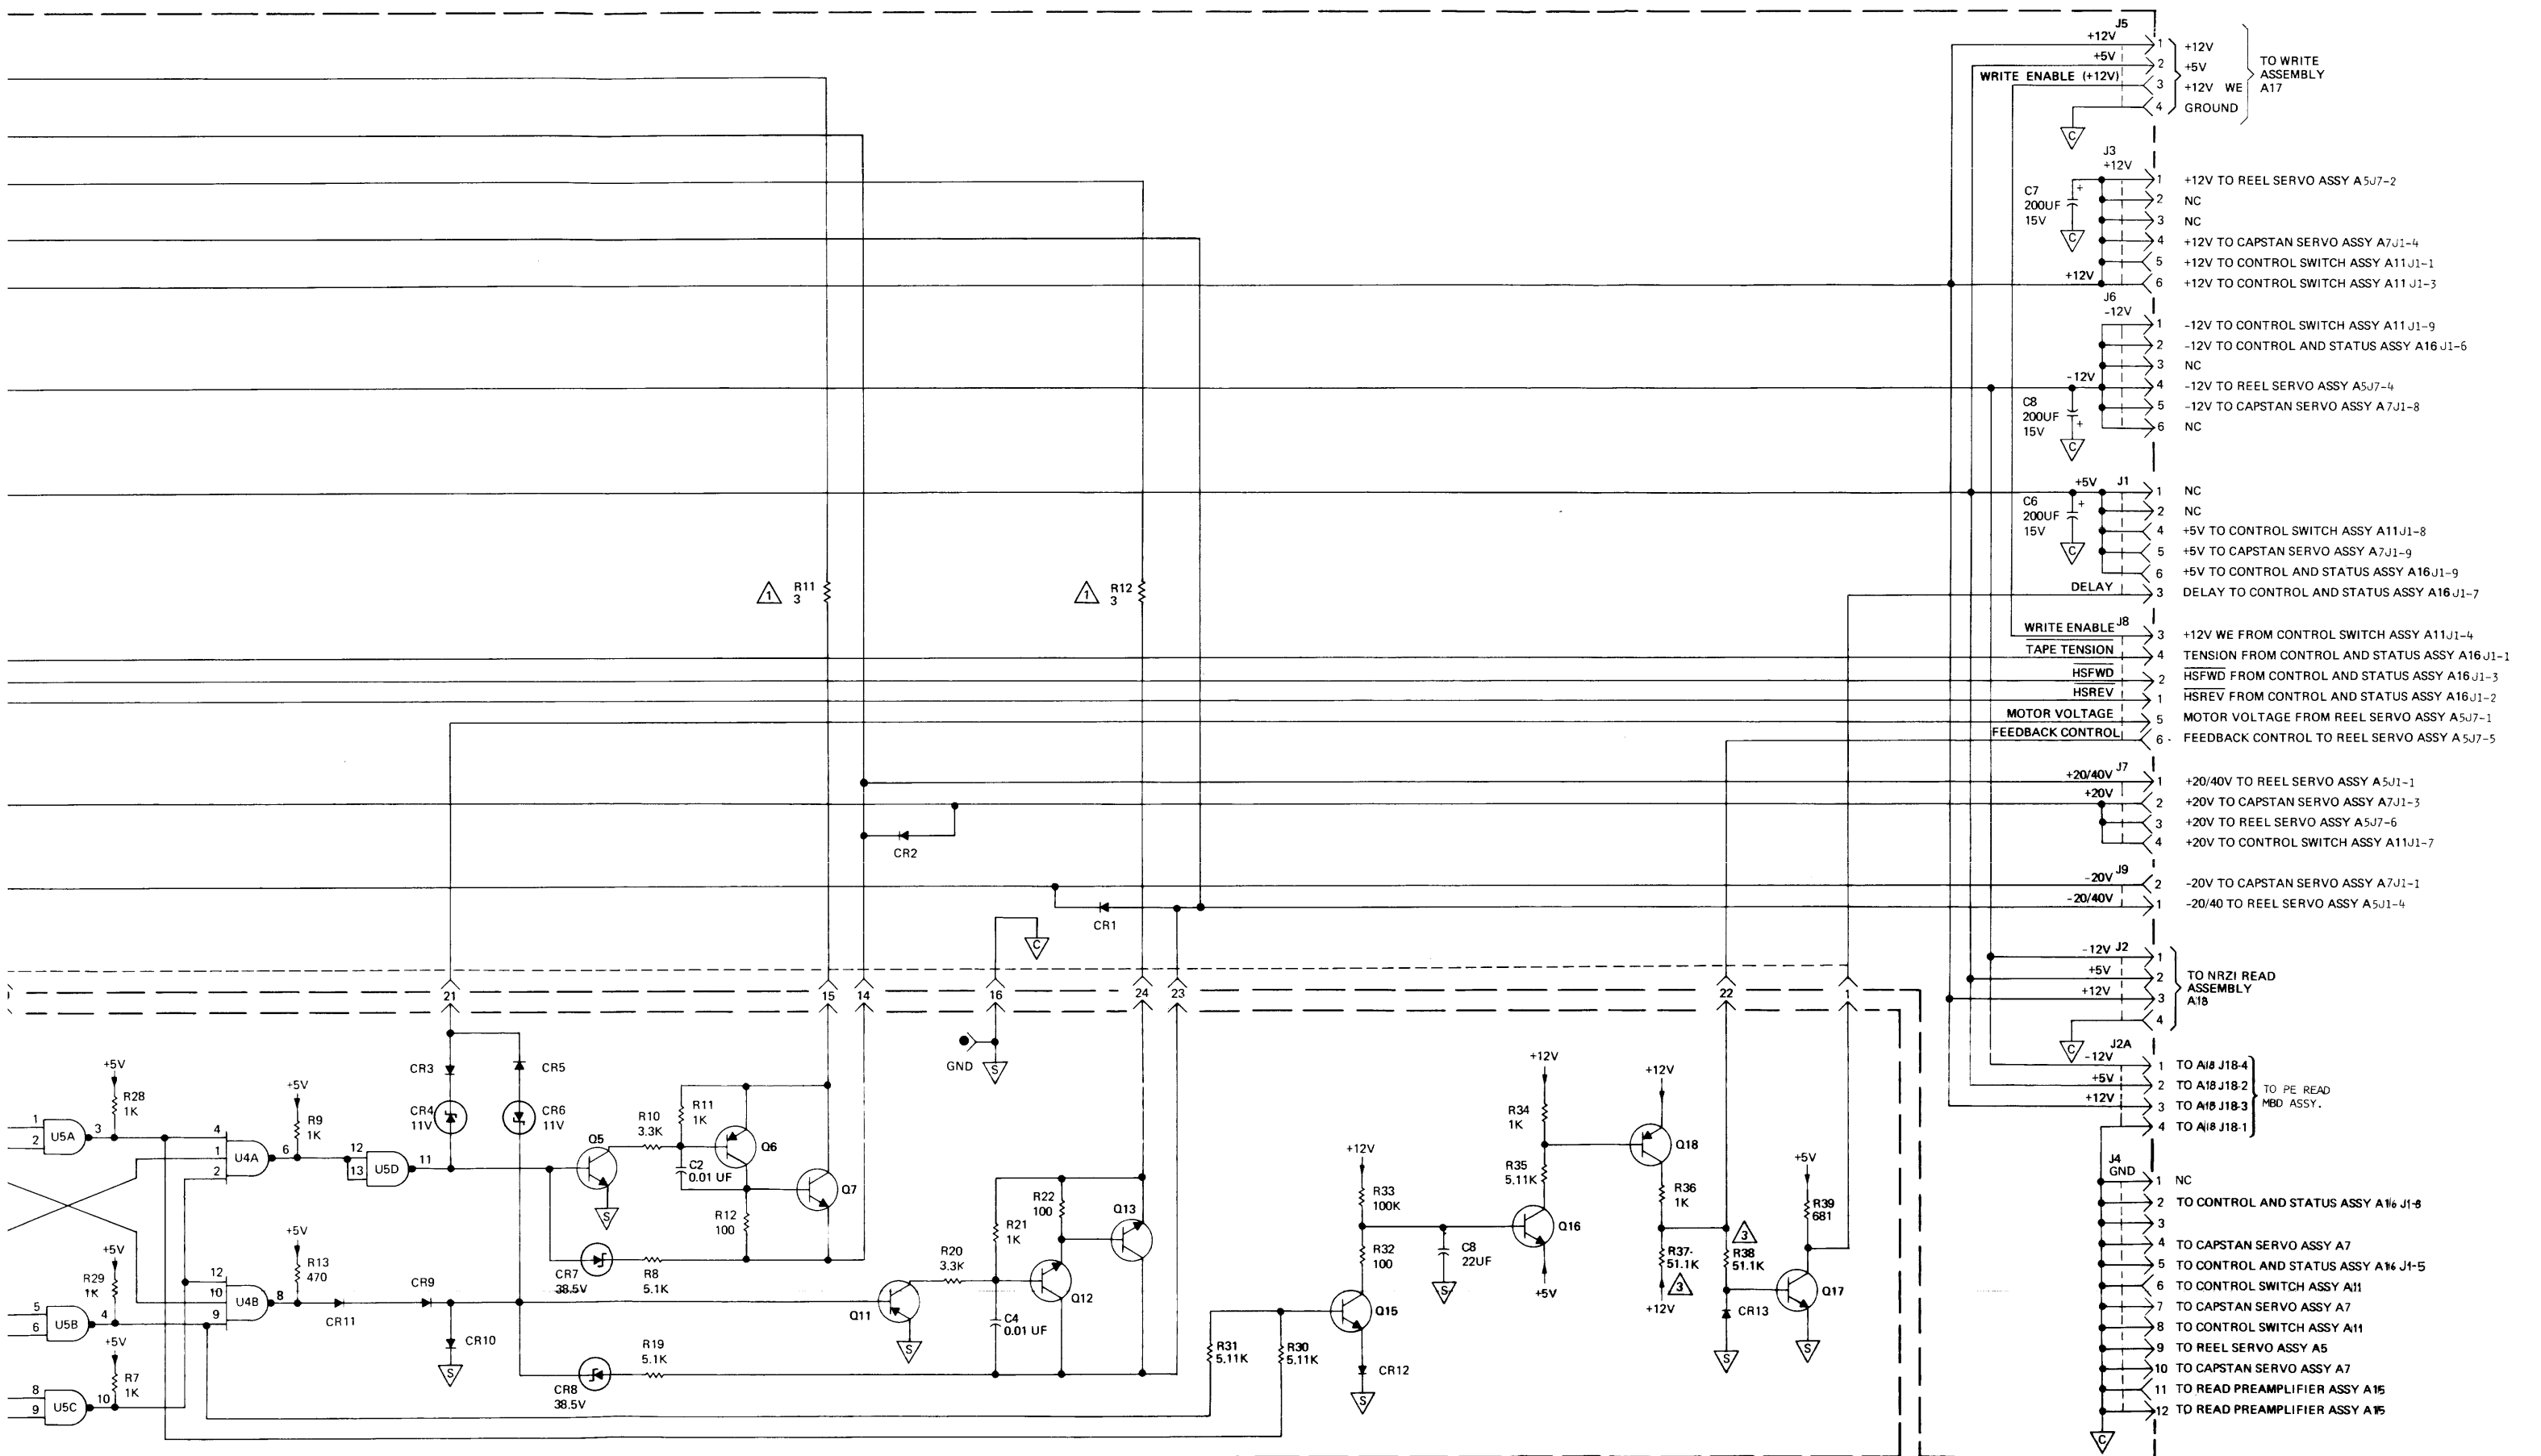 J5
+12V 1 +12V
+5V 2 +5V
WRITE ENABLE (+12V) 3 +12V WE
4 GROUND
TO WRITE
ASSEMBLY
A17
C
J3
+12V
C7
200UF
15V
+
C
1 +12V TO REEL SERVO ASSY A5J7-2
2 NC
3 NC
4 +12V TO CAPSTAN SERVO ASSY A7J1-4
5 +12V TO CONTROL SWITCH ASSY A11J1-1
+12V 6 +12V TO CONTROL SWITCH ASSY A11J1-3
J6
-12V
1 -12V TO CONTROL SWITCH ASSY A11J1-9
2 -12V TO CONTROL AND STATUS ASSY A16J1-6
3 NC
-12V 4 -12V TO REEL SERVO ASSY A5J7-4
5 -12V TO CAPSTAN SERVO ASSY A7J1-8
6 NC
C8
200UF
15V
+
C
+5V J1
1 NC
2 NC
4 +5V TO CONTROL SWITCH ASSY A11J1-8
5 +5V TO CAPSTAN SERVO ASSY A7J1-9
6 +5V TO CONTROL AND STATUS ASSY A16J1-9
DELAY 3 DELAY TO CONTROL AND STATUS ASSY A16J1-7
C6
200UF
15V
+
C
1 R11
3
1 R12
3
J8
WRITE ENABLE 3 +12V WE FROM CONTROL SWITCH ASSY A11J1-4
TAPE TENSION 4 TENSION FROM CONTROL AND STATUS ASSY A16J1-1
HSFWD 2 HSFWD FROM CONTROL AND STATUS ASSY A16J1-3
HSREV 1 HSREV FROM CONTROL AND STATUS ASSY A16J1-2
MOTOR VOLTAGE 5 MOTOR VOLTAGE FROM REEL SERVO ASSY A5J7-1
FEEDBACK CONTROL 6 FEEDBACK CONTROL TO REEL SERVO ASSY A5J7-5
J7
+20/40V 1 +20/40V TO REEL SERVO ASSY A5J1-1
+20V 2 +20V TO CAPSTAN SERVO ASSY A7J1-3
3 +20V TO REEL SERVO ASSY A5J7-6
4 +20V TO CONTROL SWITCH ASSY A11J1-7
CR2
J9
-20V 2 -20V TO CAPSTAN SERVO ASSY A7J1-1
-20/40V 1 -20/40 TO REEL SERVO ASSY A5J1-4
CR1
C
J2
-12V 1
+5V 2
+12V 3
4
TO NRZI READ
ASSEMBLY
A18
C
21 15 14 16 24 23 22 1
GND
S
J2A
-12V 1 TO A18 J18-4
+5V 2 TO A18 J18-2
+12V 3 TO A18 J18-3
4 TO A18 J18-1
TO PE READ
MBD ASSY.
J4
GND
1 NC
2 TO CONTROL AND STATUS ASSY A16 J1-8
3
4 TO CAPSTAN SERVO ASSY A7
5 TO CONTROL AND STATUS ASSY A16 J1-5
6 TO CONTROL SWITCH ASSY A11
7 TO CAPSTAN SERVO ASSY A7
8 TO CONTROL SWITCH ASSY A11
9 TO REEL SERVO ASSY A5
10 TO CAPSTAN SERVO ASSY A7
11 TO READ PREAMPLIFIER ASSY A15
12 TO READ PREAMPLIFIER ASSY A15
C
+5V
R28
1K
1
2
U5A
3
+5V
R9
1K
4
1
2
U4A
6
12
13
U5D
11
CR3
CR4
11V
CR5
CR6
11V
Q5
S
R10
3.3K
R11
1K
C2
0.01 UF
Q6
R12
100
Q7
CR7
38.5V
R8
5.1K
+5V
R29
1K
5
6
U5B
4
+5V
R13
470
12
10
9
U4B
8
CR11
CR9
CR10
S
+5V
R7
1K
8
9
U5C
10
CR8
38.5V
R19
5.1K
Q11
S
R20
3.3K
R21
1K
C4
0.01 UF
R22
100
Q12
Q13
R31
5.11K
R30
5.11K
+12V
R33
100K
R32
100
Q15
CR12
S
C8
22UF
S
+12V
R34
1K
R35
5.11K
Q16
+5V
+12V
Q18
R36
1K
R37
51.1K
3
+12V
3
R38
51.1K
CR13
S
+5V
R39
681
Q17
S